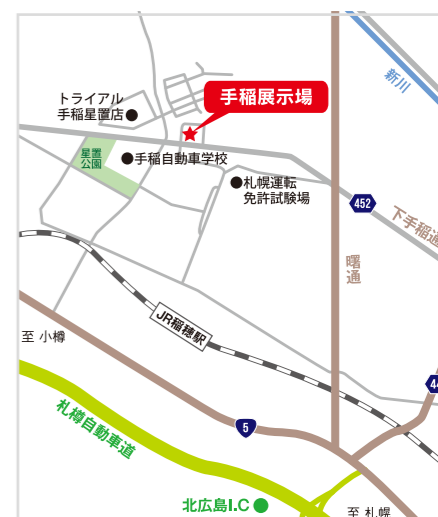 新川
手稲展示場
トライアル
手稲星置店
星置
公園
手稲自動車学校
札幌運転
免許試験場
452
下手稲通
曙通
JR稲穂駅
至 小樽
44
5
札樽自動車道
北広島I.C
至 札幌